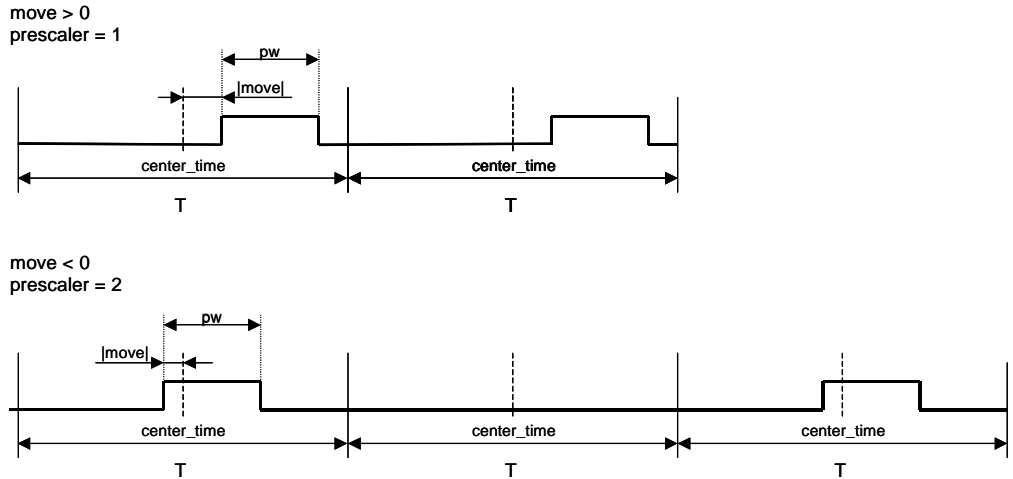 move > 0
prescaler = 1
pw
|move|
center_time center_time
T T
move < 0
prescaler = 2
pw
|move|
center_time center_time center_time
T T T